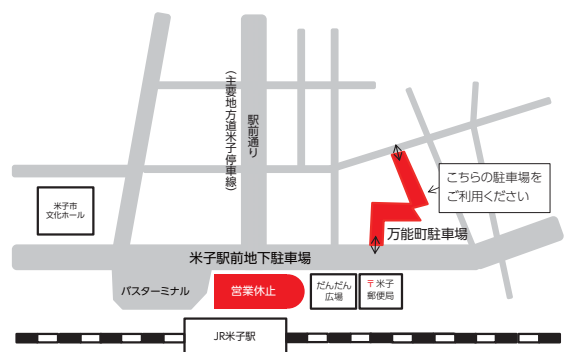 駅前通り
（主要地方道米子停車線）
こちらの駐車場を
ご利用ください
米子市
文化ホール
万能町駐車場
米子駅前地下駐車場
バスターミナル
営業休止
だんだん
広場
〒米子
郵便局
JR米子駅